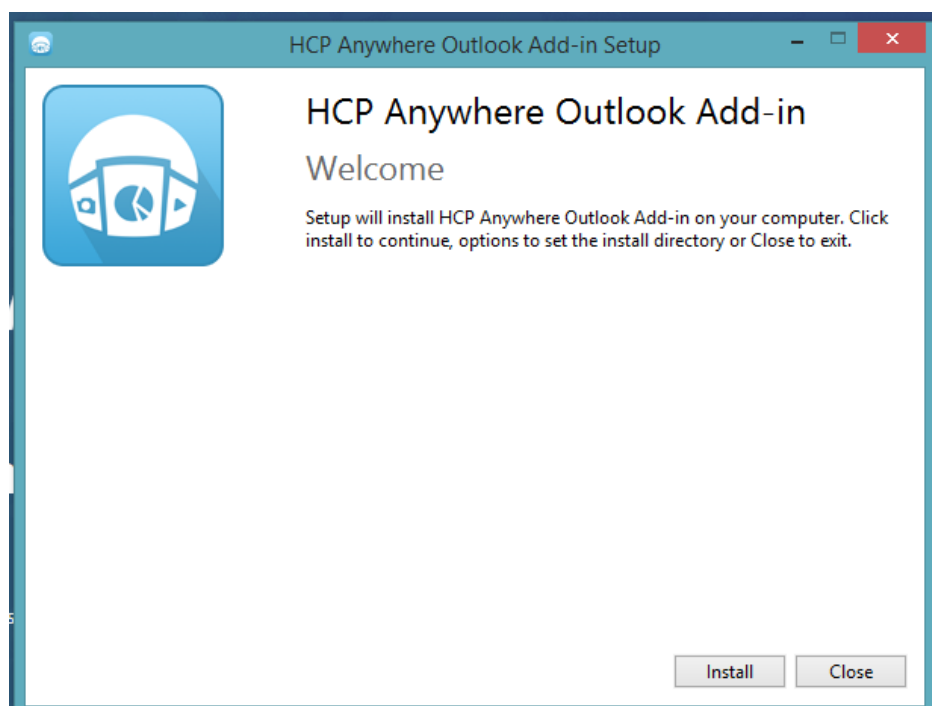 HCP Anywhere Outlook Add-in Setup
HCP Anywhere Outlook Add-in
Welcome
Setup will install HCP Anywhere Outlook Add-in on your computer. Click
install to continue, options to set the install directory or Close to exit.
Install
Close